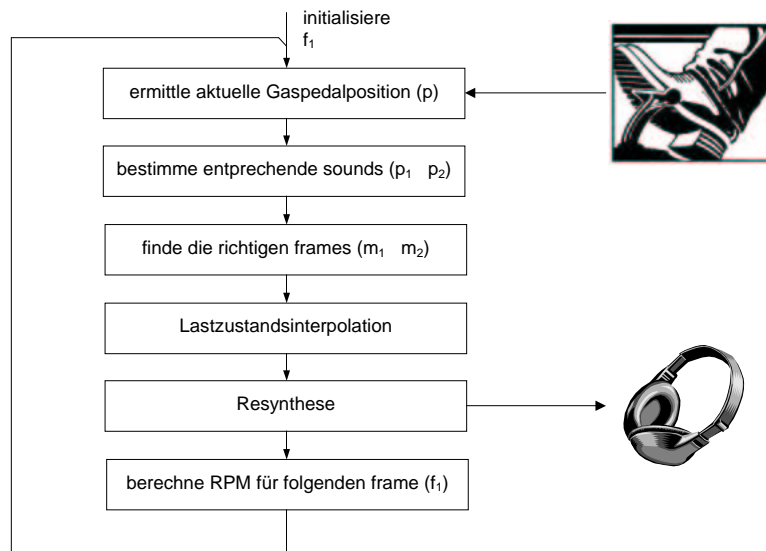 initialisiere
f₁
ermittle aktuelle Gaspedalposition (p)
bestimme entprechende sounds (p₁ p₂)
finde die richtigen frames (m₁ m₂)
Lastzustandsinterpolation
Resynthese
berechne RPM für folgenden frame (f₁)